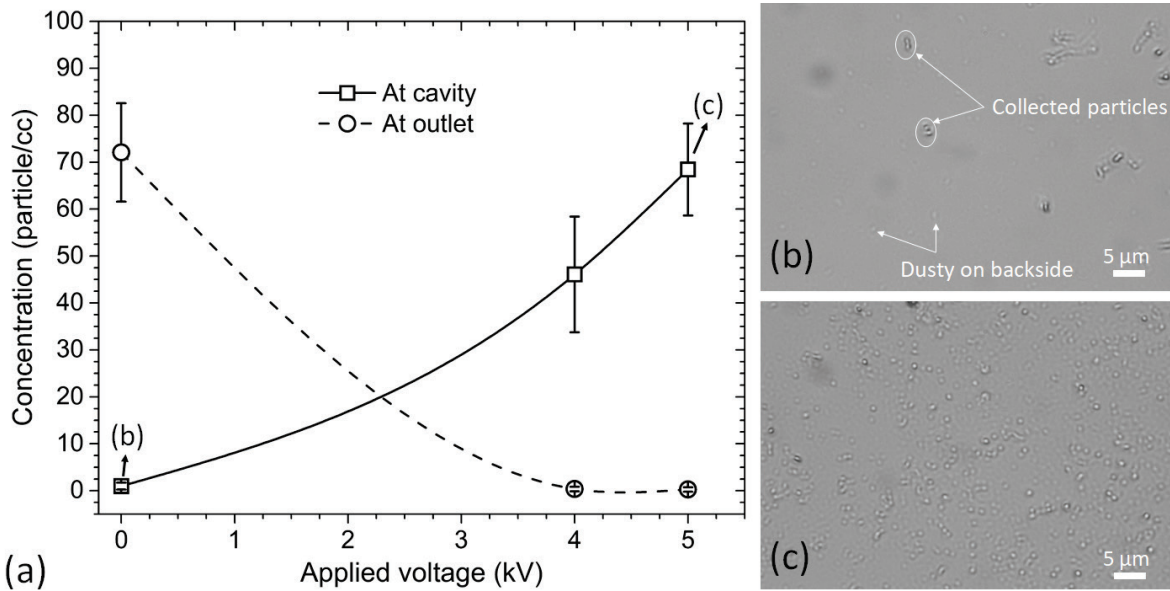 100
90
80
70
60
50
40
30
20
10
0
Concentration (particle/cc)
At cavity
At outlet
(b)
(c)
0 1 2 3 4 5
Applied voltage (kV)
(a)
Collected particles
Dusty on backside
(b)
5 µm
(c)
5 µm